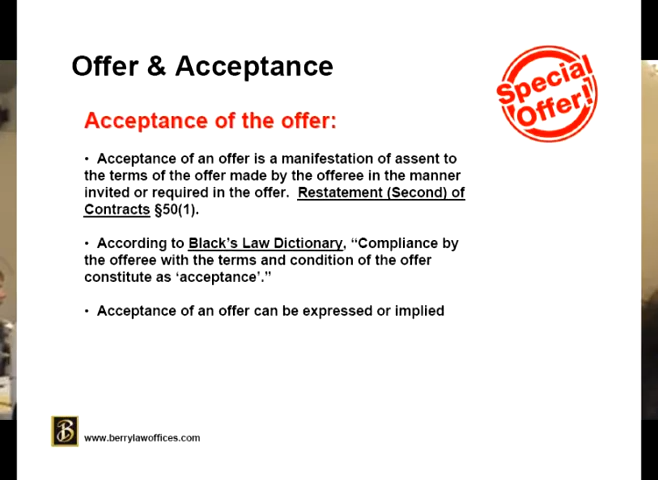 Offer & Acceptance
Special
Offer!
Acceptance of the offer:
• Acceptance of an offer is a manifestation of assent to
the terms of the offer made by the offeree in the manner
invited or required in the offer. Restatement (Second) of
Contracts §50(1).
• According to Black's Law Dictionary, “Compliance by
the offeree with the terms and condition of the offer
constitute as ‘acceptance’.”
• Acceptance of an offer can be expressed or implied
B
www.berrylawoffices.com